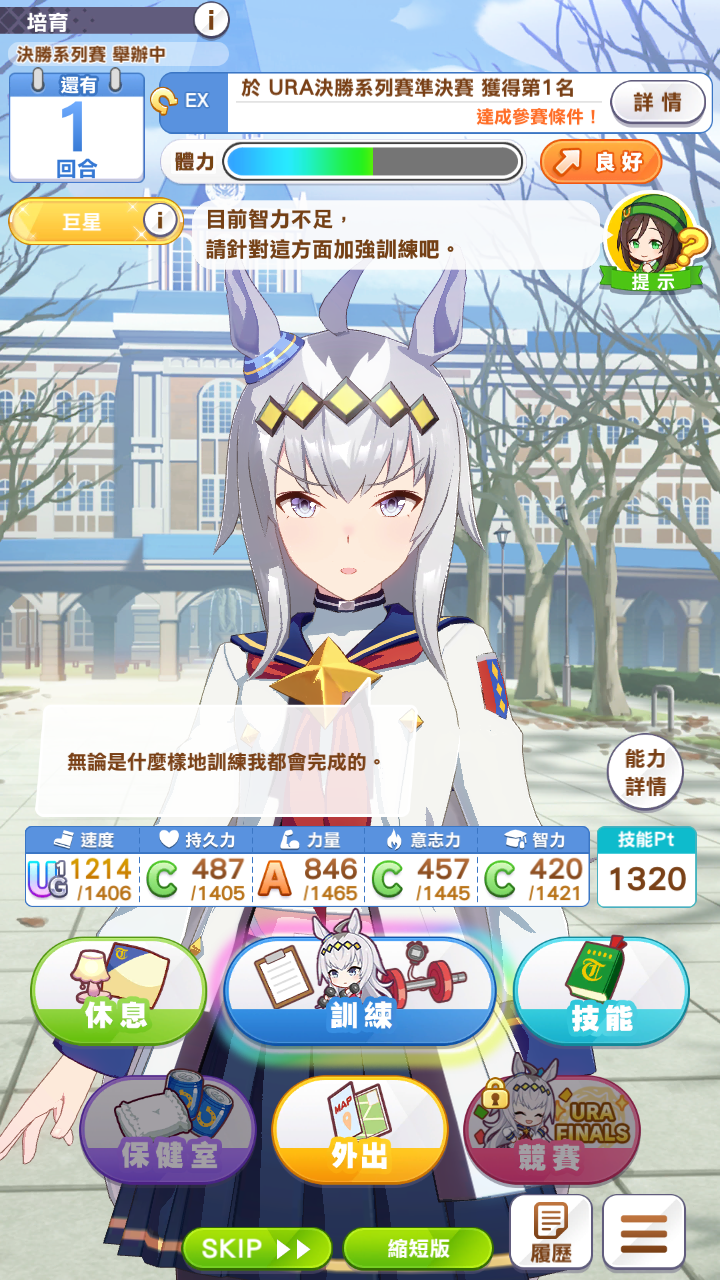 培育
i
決勝系列賽 舉辦中
還有
1
回合
EX
於 URA決勝系列賽準決賽 獲得第1名
達成參賽條件！
詳情
體力
良好
巨星
i
目前智力不足，
請針對這方面加強訓練吧。
提示
無論是什麼樣地訓練我都會完成的。
能力
詳情
速度
持久力
力量
意志力
智力
技能Pt
UG1
1214
/1406
C
487
/1405
A
846
/1465
C
457
/1445
C
420
/1421
1320
休息
訓練
技能
保健室
MAP
外出
URA
FINALS
競賽
SKIP
縮短版
履歷